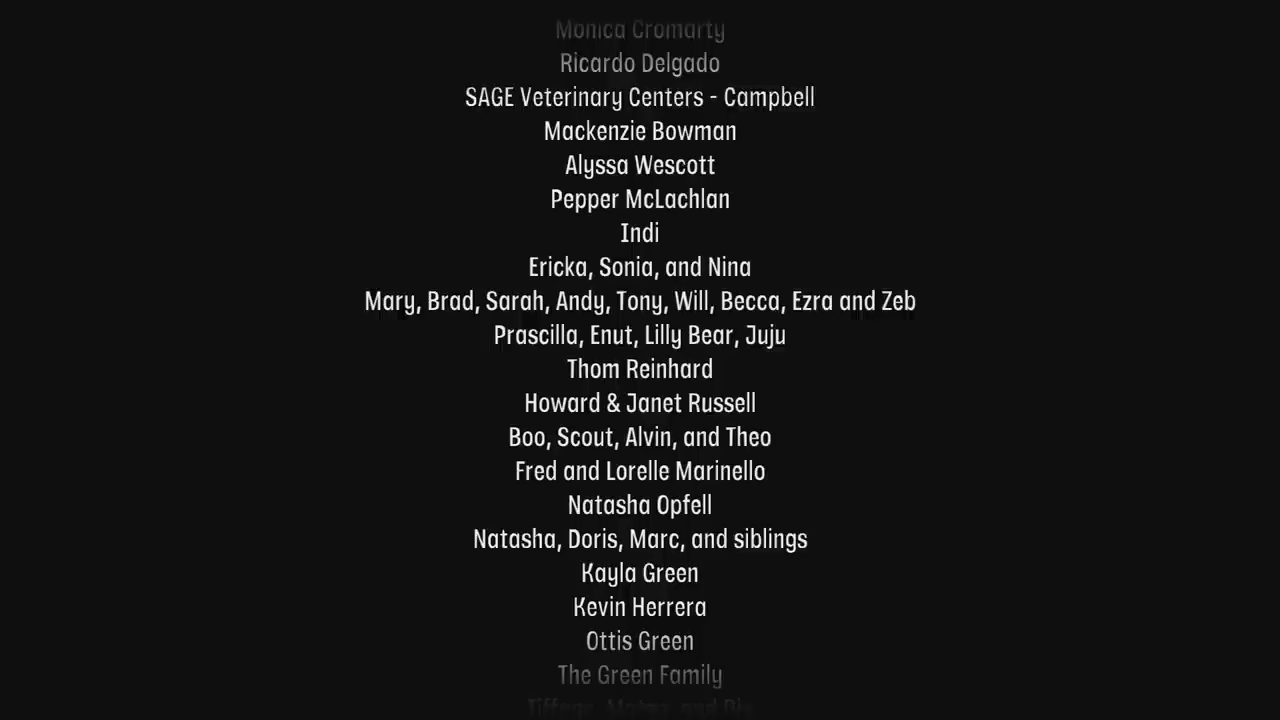 Monica Cromarty
Ricardo Delgado
SAGE Veterinary Centers - Campbell
Mackenzie Bowman
Alyssa Wescott
Pepper McLachlan
Indi
Ericka, Sonia, and Nina
Mary, Brad, Sarah, Andy, Tony, Will, Becca, Ezra and Zeb
Prascilla, Enut, Lilly Bear, Juju
Thom Reinhard
Howard & Janet Russell
Boo, Scout, Alvin, and Theo
Fred and Lorelle Marinello
Natasha Opfell
Natasha, Doris, Marc, and siblings
Kayla Green
Kevin Herrera
Ottis Green
The Green Family
and